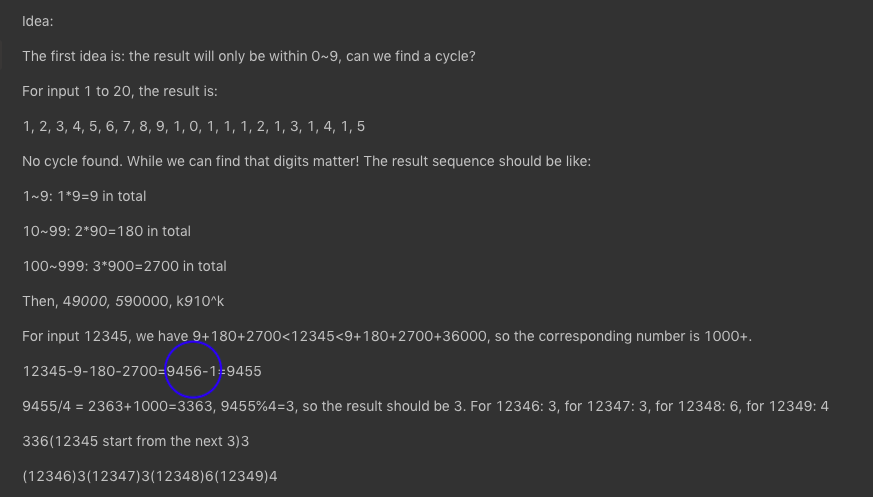 Idea:
The first idea is: the result will only be within 0~9, can we find a cycle?
For input 1 to 20, the result is:
1, 2, 3, 4, 5, 6, 7, 8, 9, 1, 0, 1, 1, 1, 2, 1, 3, 1, 4, 1, 5
No cycle found. While we can find that digits matter! The result sequence should be like:
1~9: 1*9=9 in total
10~99: 2*90=180 in total
100~999: 3*900=2700 in total
Then, 49000, 590000, k910^k
For input 12345, we have 9+180+2700<12345<9+180+2700+36000, so the corresponding number is 1000+.
12345-9-180-2700=9456-1=9455
9455/4 = 2363+1000=3363, 9455%4=3, so the result should be 3. For 12346: 3, for 12347: 3, for 12348: 6, for 12349: 4
336(12345 start from the next 3)3
(12346)3(12347)3(12348)6(12349)4